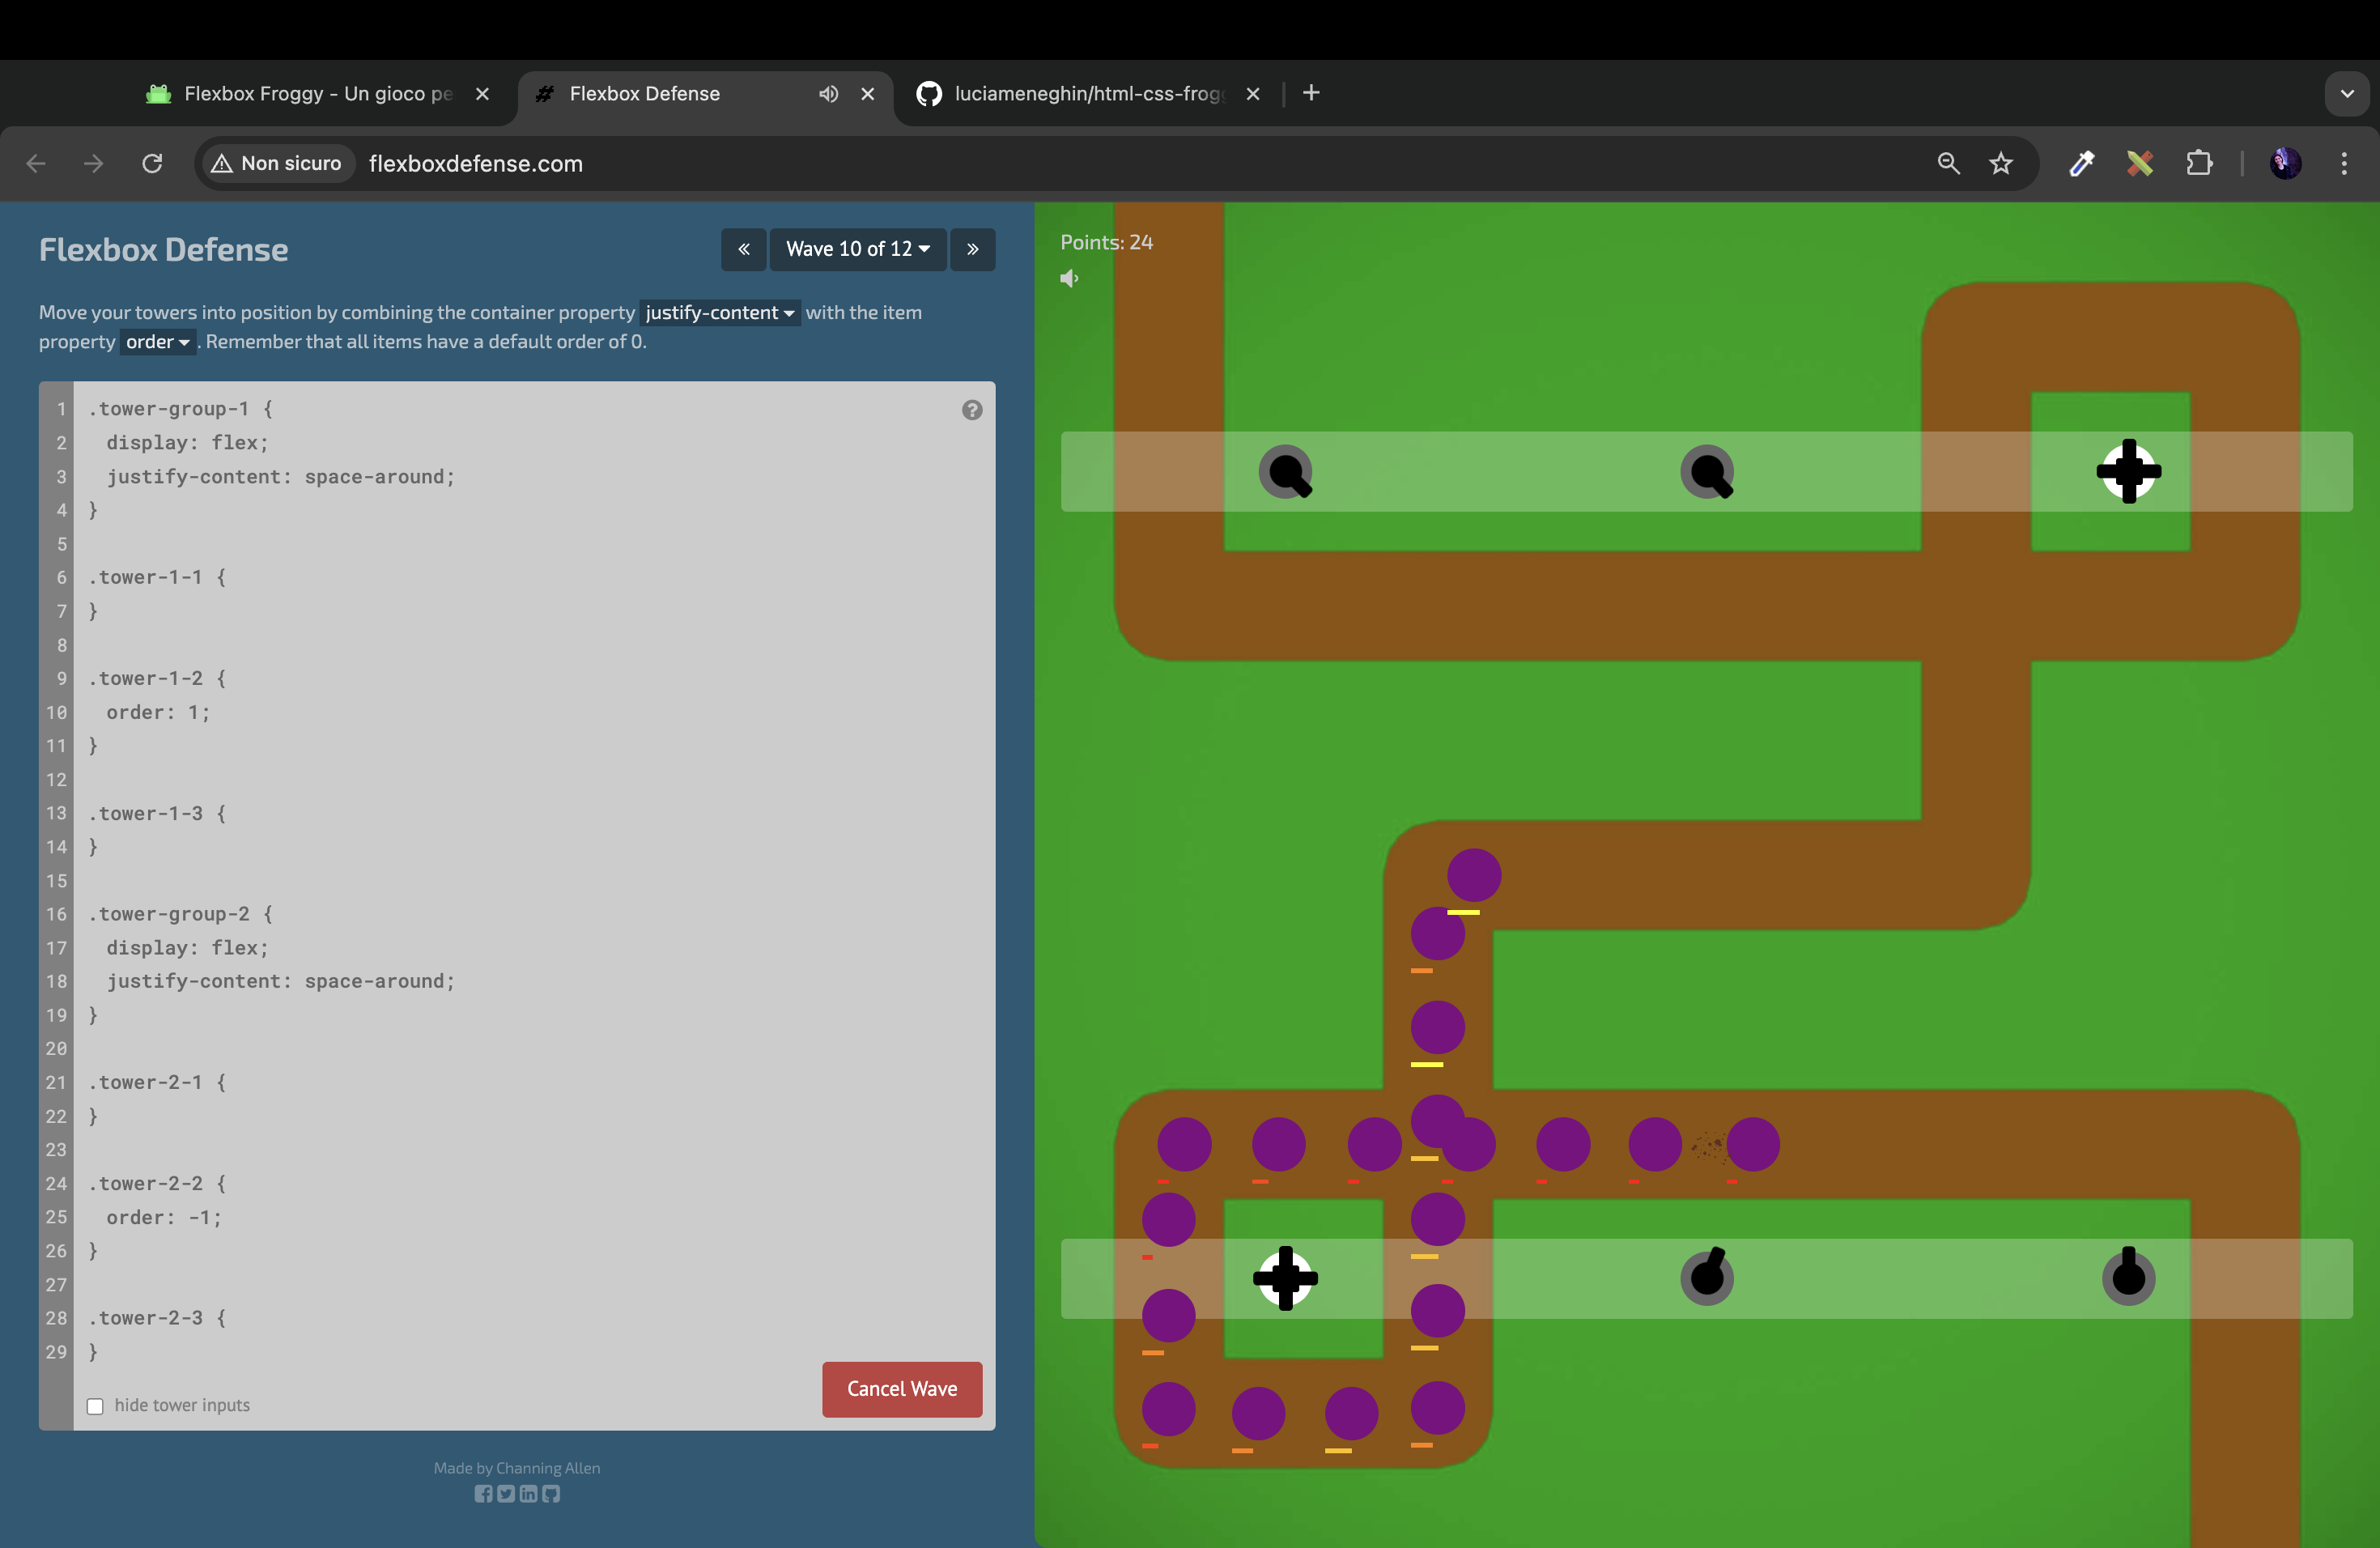 Flexbox Froggy - Un gioco pe
Flexbox Defense
luciameneghin/html-css-frog
Non sicuro
flexboxdefense.com
Flexbox Defense
Wave 10 of 12
Move your towers into position by combining the container property justify-content with the item
property order . Remember that all items have a default order of 0.
1 .tower-group-1 {
2 display: flex;
3 justify-content: space-around;
4 }
5
6 .tower-1-1 {
7 }
8
9 .tower-1-2 {
10 order: 1;
11 }
12
13 .tower-1-3 {
14 }
15
16 .tower-group-2 {
17 display: flex;
18 justify-content: space-around;
19 }
20
21 .tower-2-1 {
22 }
23
24 .tower-2-2 {
25 order: -1;
26 }
27
28 .tower-2-3 {
29 }
hide tower inputs
Cancel Wave
Made by Channing Allen
Points: 24